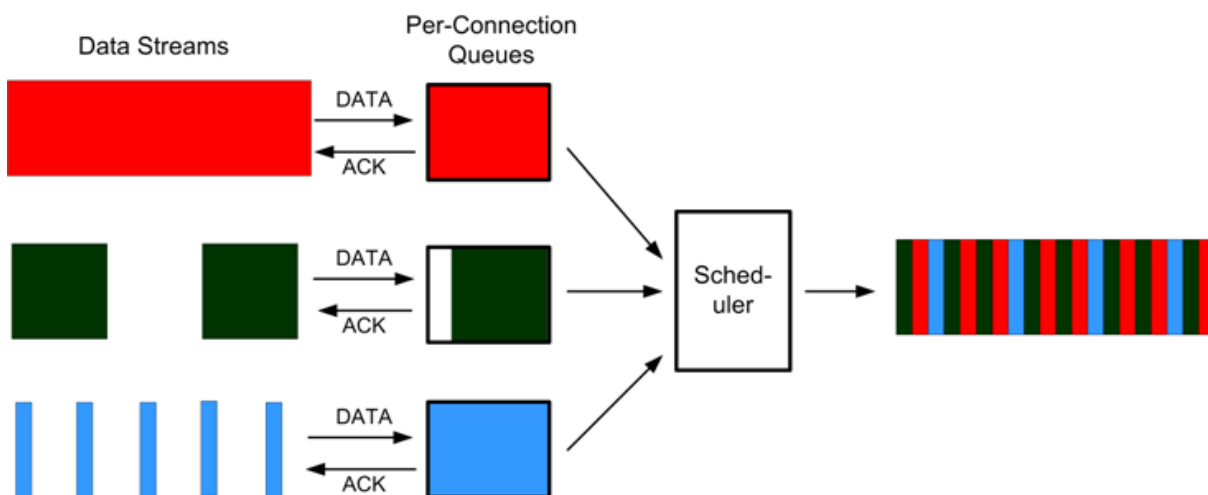 Data Streams
Per-Connection
Queues
DATA
ACK
DATA
ACK
Sched-
uler
DATA
ACK